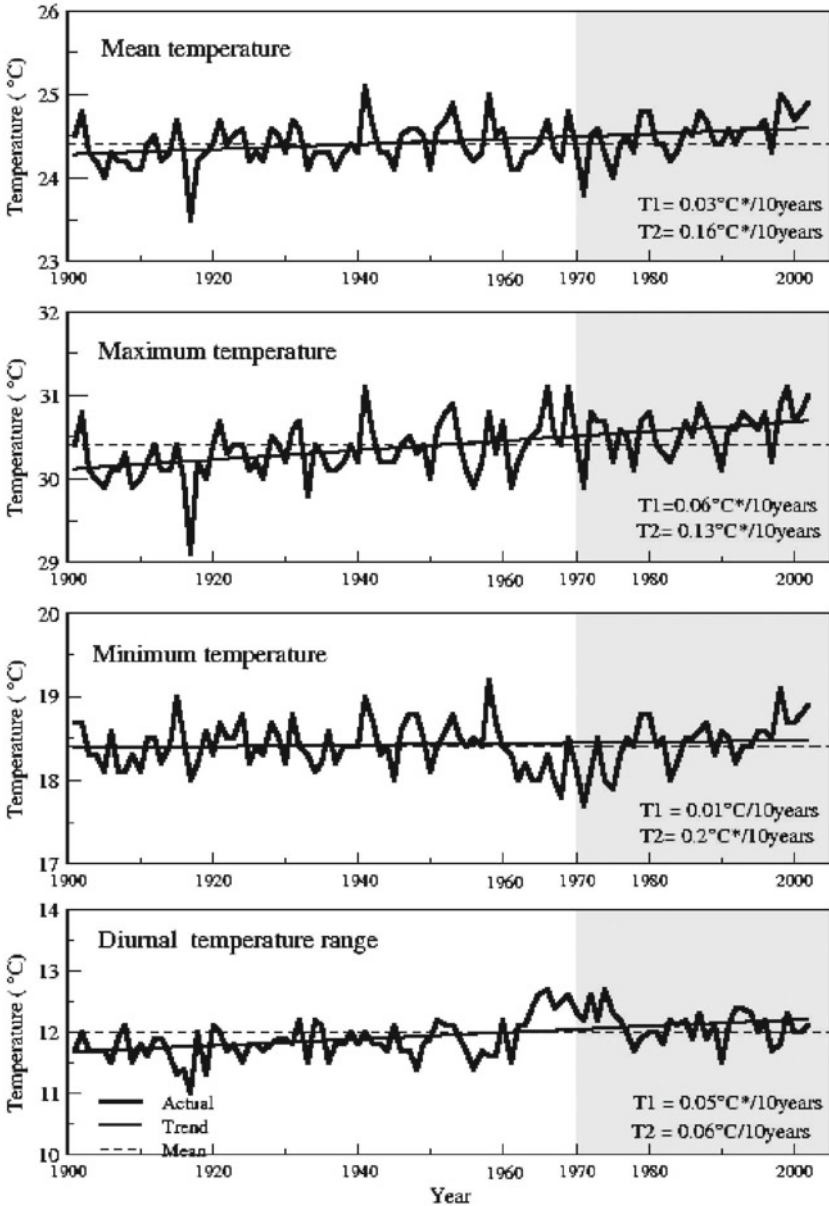 26
Mean temperature
25
24
23
Temperature ( °C)
T1= 0.03°C*/10years
T2= 0.16°C*/10years
1900 1920 1940 1960 1970 1980 2000
32
Maximum temperature
31
30
29
Temperature ( °C)
T1=0.06°C*/10years
T2= 0.13°C*/10years
1900 1920 1940 1960 1970 1980 2000
20
Minimum temperature
19
18
17
Temperature ( °C)
T1 = 0.01°C/10years
T2= 0.2°C*/10years
1900 1920 1940 1960 1970 1980 2000
14
Diurnal temperature range
13
12
11
10
Temperature ( °C)
Actual
Trend
Mean
T1 = 0.05°C*/10years
T2 = 0.06°C/10years
1900 1920 1940 1960 1970 1980 2000
Year